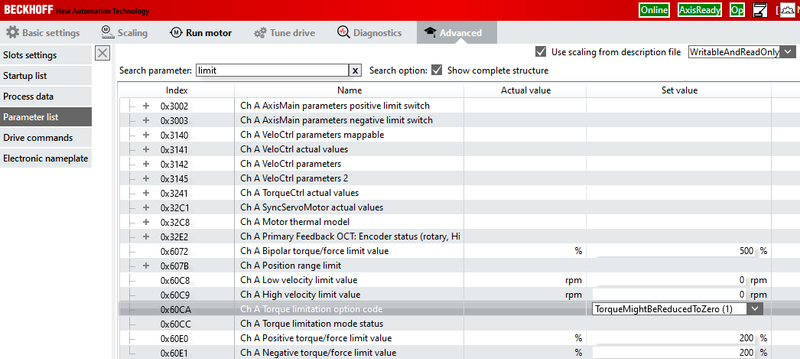 BECKHOFF New Automation Technology Online AxisReady Op
Basic settings Scaling Run motor Tune drive Diagnostics Advanced
Slots settings
Startup list
Process data
Parameter list
Drive commands
Electronic nameplate
Use scaling from description file WritableAndReadOnly
Search parameter: limit x Search option: Show complete structure
Index Name Actual value Set value
0x3002 Ch A AxisMain parameters positive limit switch
0x3003 Ch A AxisMain parameters negative limit switch
0x3140 Ch A VeloCtrl parameters mappable
0x3141 Ch A VeloCtrl actual values
0x3142 Ch A VeloCtrl parameters
0x3145 Ch A VeloCtrl parameters 2
0x3241 Ch A TorqueCtrl actual values
0x32C1 Ch A SyncServoMotor actual values
0x32C8 Ch A Motor thermal model
0x32E2 Ch A Primary Feedback OCT: Encoder status (rotary, Hi
0x6072 Ch A Bipolar torque/force limit value % 500 %
0x607B Ch A Position range limit
0x60C8 Ch A Low velocity limit value rpm 0 rpm
0x60C9 Ch A High velocity limit value rpm 0 rpm
0x60CA Ch A Torque limitation option code TorqueMightBeReducedToZero (1)
0x60CC Ch A Torque limitation mode status
0x60E0 Ch A Positive torque/force limit value % 200 %
0x60E1 Ch A Negative torque/force limit value % 200 %